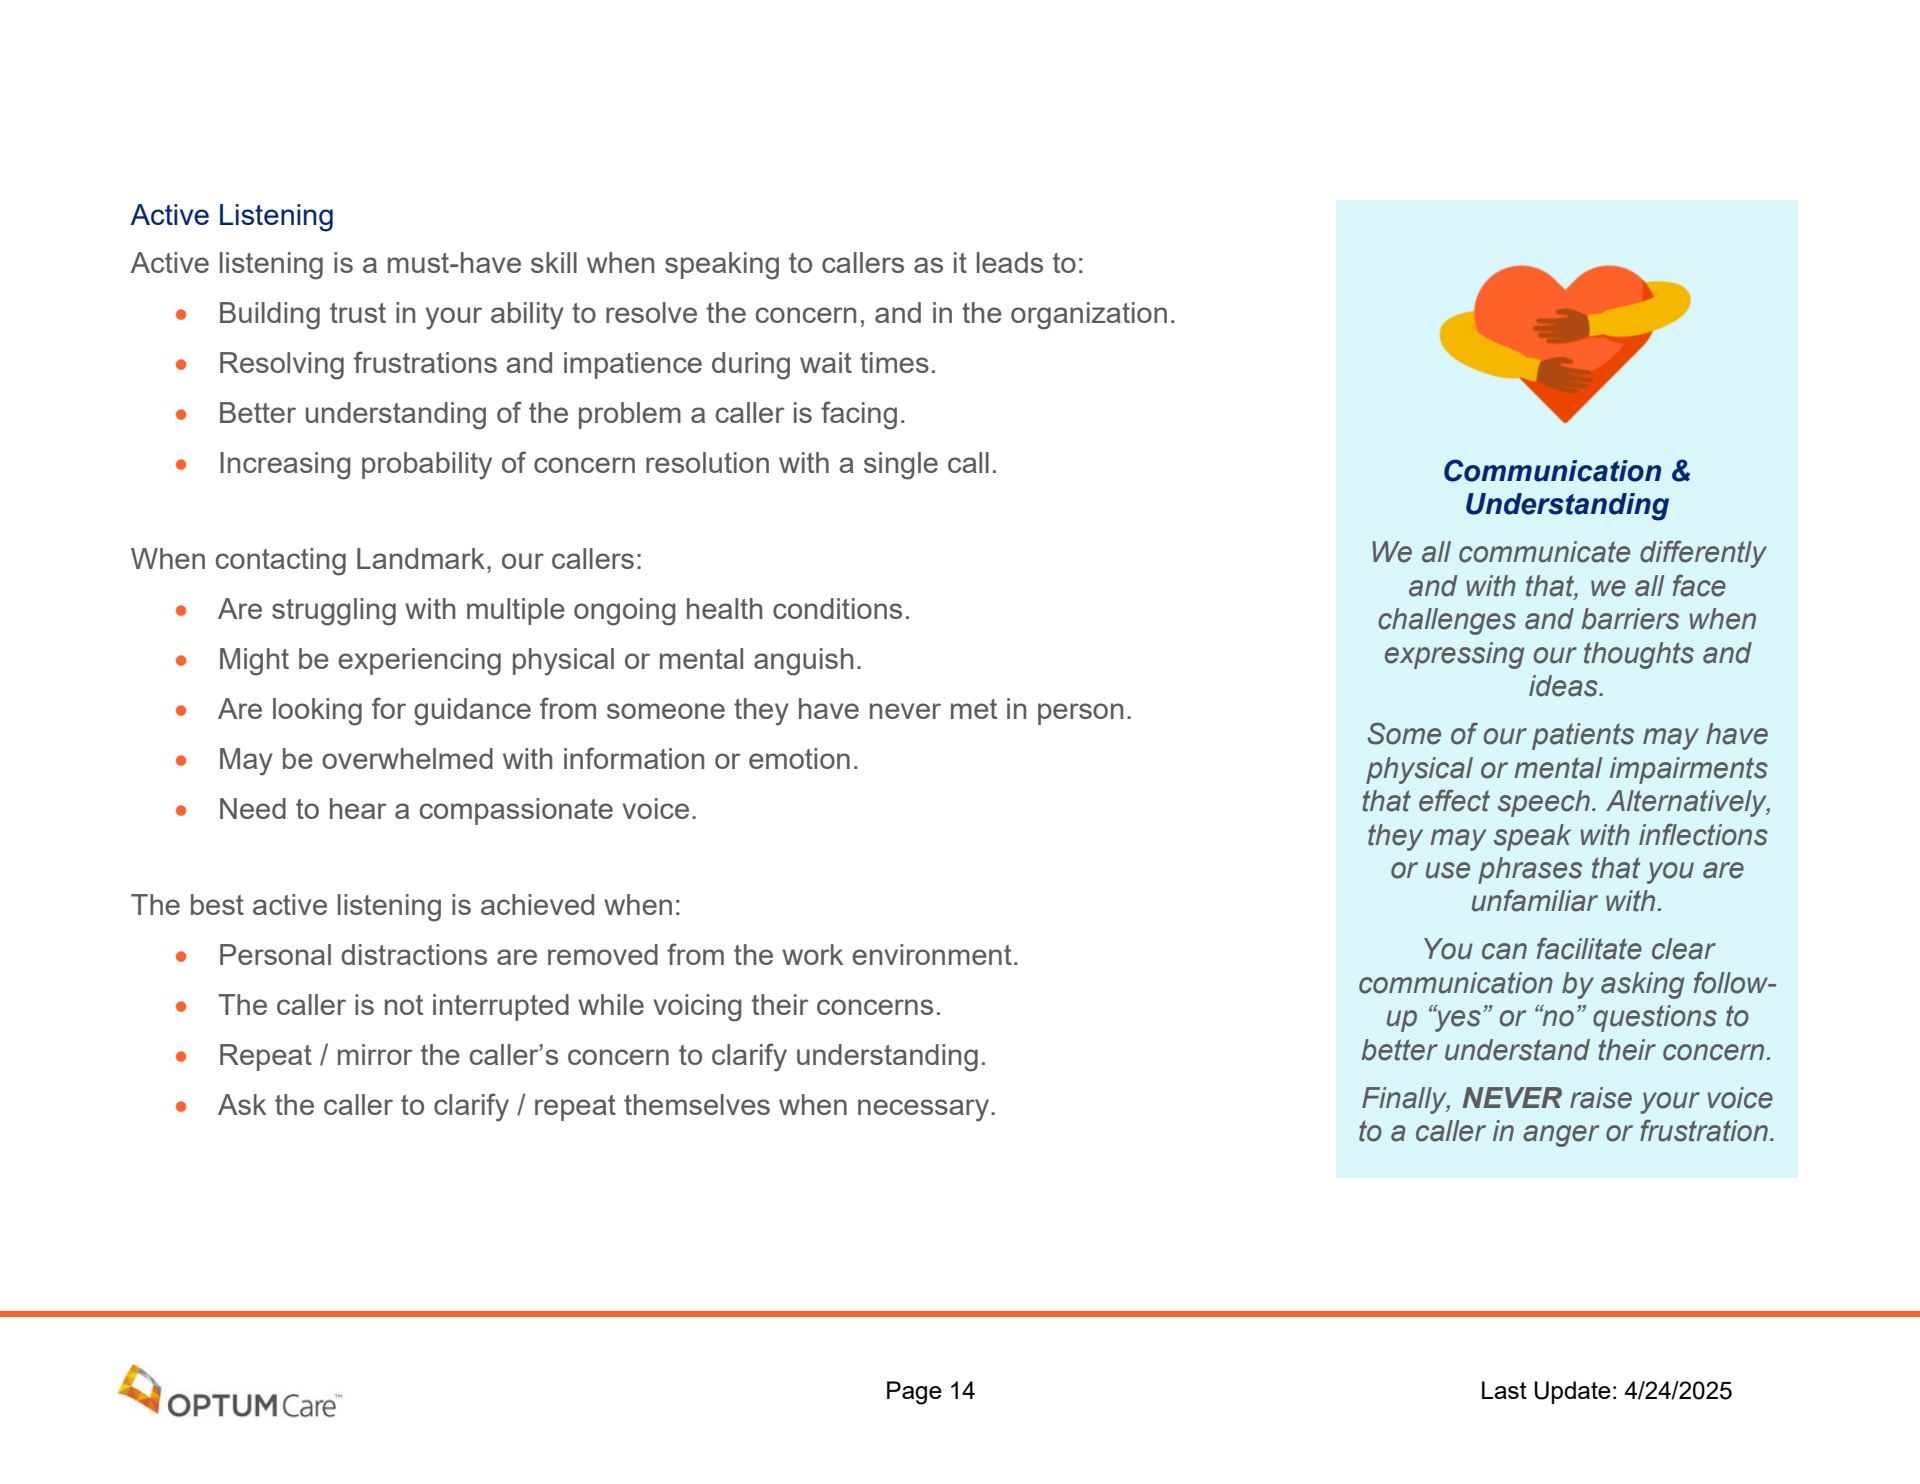 Active Listening
Active listening is a must-have skill when speaking to callers as it leads to:
• Building trust in your ability to resolve the concern, and in the organization.
• Resolving frustrations and impatience during wait times.
• Better understanding of the problem a caller is facing.
• Increasing probability of concern resolution with a single call.
When contacting Landmark, our callers:
• Are struggling with multiple ongoing health conditions.
• Might be experiencing physical or mental anguish.
• Are looking for guidance from someone they have never met in person.
• May be overwhelmed with information or emotion.
• Need to hear a compassionate voice.
The best active listening is achieved when:
• Personal distractions are removed from the work environment.
• The caller is not interrupted while voicing their concerns.
• Repeat / mirror the caller’s concern to clarify understanding.
• Ask the caller to clarify / repeat themselves when necessary.
Communication &
Understanding
We all communicate differently
and with that, we all face
challenges and barriers when
expressing our thoughts and
ideas.
Some of our patients may have
physical or mental impairments
that effect speech. Alternatively,
they may speak with inflections
or use phrases that you are
unfamiliar with.
You can facilitate clear
communication by asking follow-
up “yes” or “no” questions to
better understand their concern.
Finally, NEVER raise your voice
to a caller in anger or frustration.
OPTUM Care™
Page 14
Last Update: 4/24/2025